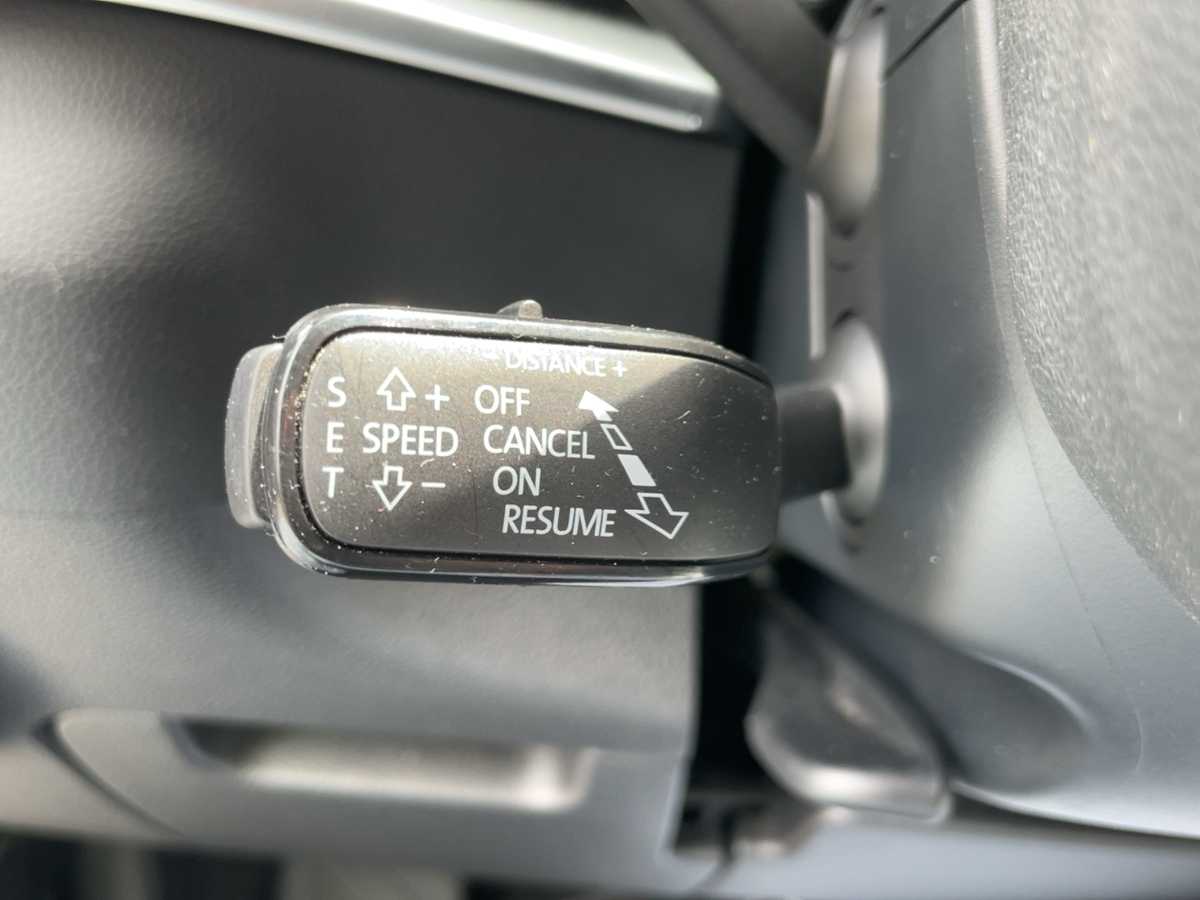 - DISTANCE +
S + OFF
E SPEED CANCEL
T - ON
RESUME